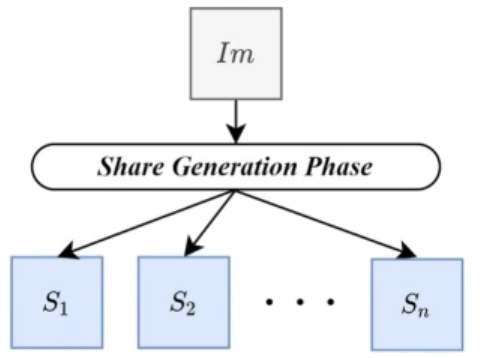 Im
Share Generation Phase
S₁ S₂ . . . Sₙ